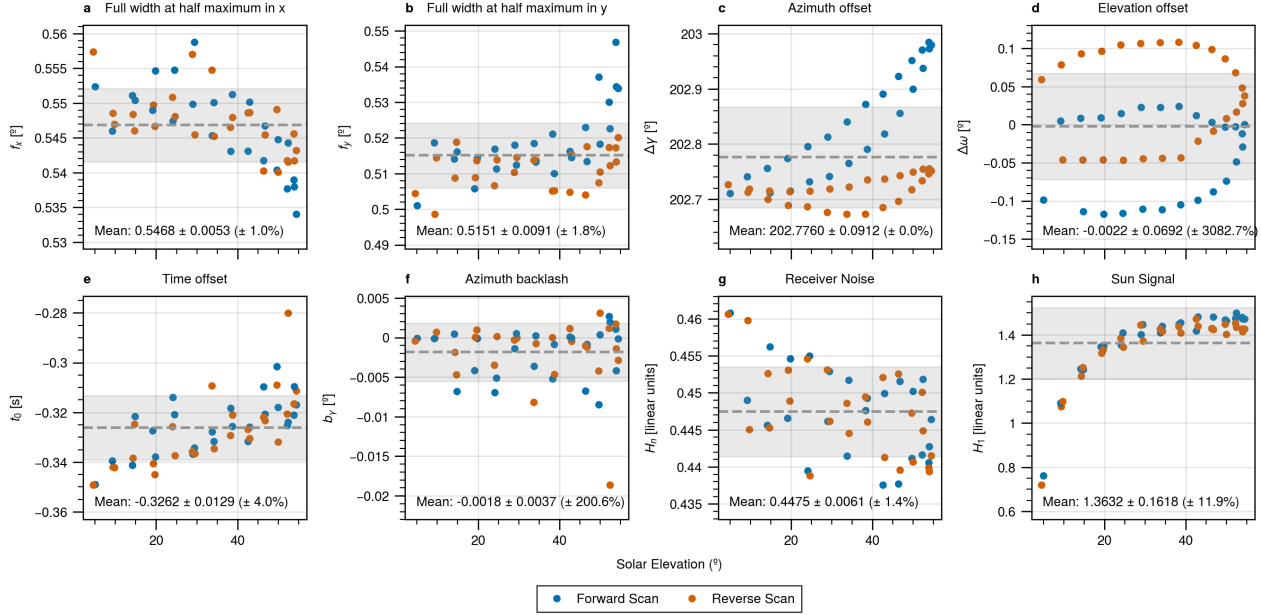 a Full width at half maximum in x
b Full width at half maximum in y
c Azimuth offset
d Elevation offset
fx [º]
0.56
0.555
0.55
0.545
0.54
0.535
0.53
Mean: 0.5468 ± 0.0053 (± 1.0%)
fy [º]
0.55
0.54
0.53
0.52
0.51
0.5
0.49
Mean: 0.5151 ± 0.0091 (± 1.8%)
Δγ [º]
203
202.9
202.8
202.7
Mean: 202.7760 ± 0.0912 (± 0.0%)
Δω [º]
0.1
0.05
0
−0.05
−0.1
−0.15
Mean: -0.0022 ± 0.0692 (± 3082.7%)
e Time offset
f Azimuth backlash
g Receiver Noise
h Sun Signal
t0 [s]
−0.28
−0.3
−0.32
−0.34
−0.36
Mean: -0.3262 ± 0.0129 (± 4.0%)
20 40
bγ [º]
0.005
0.000
−0.005
−0.01
−0.015
−0.02
Mean: -0.0018 ± 0.0037 (± 200.6%)
20 40
Hn [linear units]
0.46
0.455
0.45
0.445
0.44
0.435
Mean: 0.4475 ± 0.0061 (± 1.4%)
20 40
H1 [linear units]
1.4
1.2
1
0.8
0.6
Mean: 1.3632 ± 0.1618 (± 11.9%)
20 40
Solar Elevation (º)
Forward Scan Reverse Scan